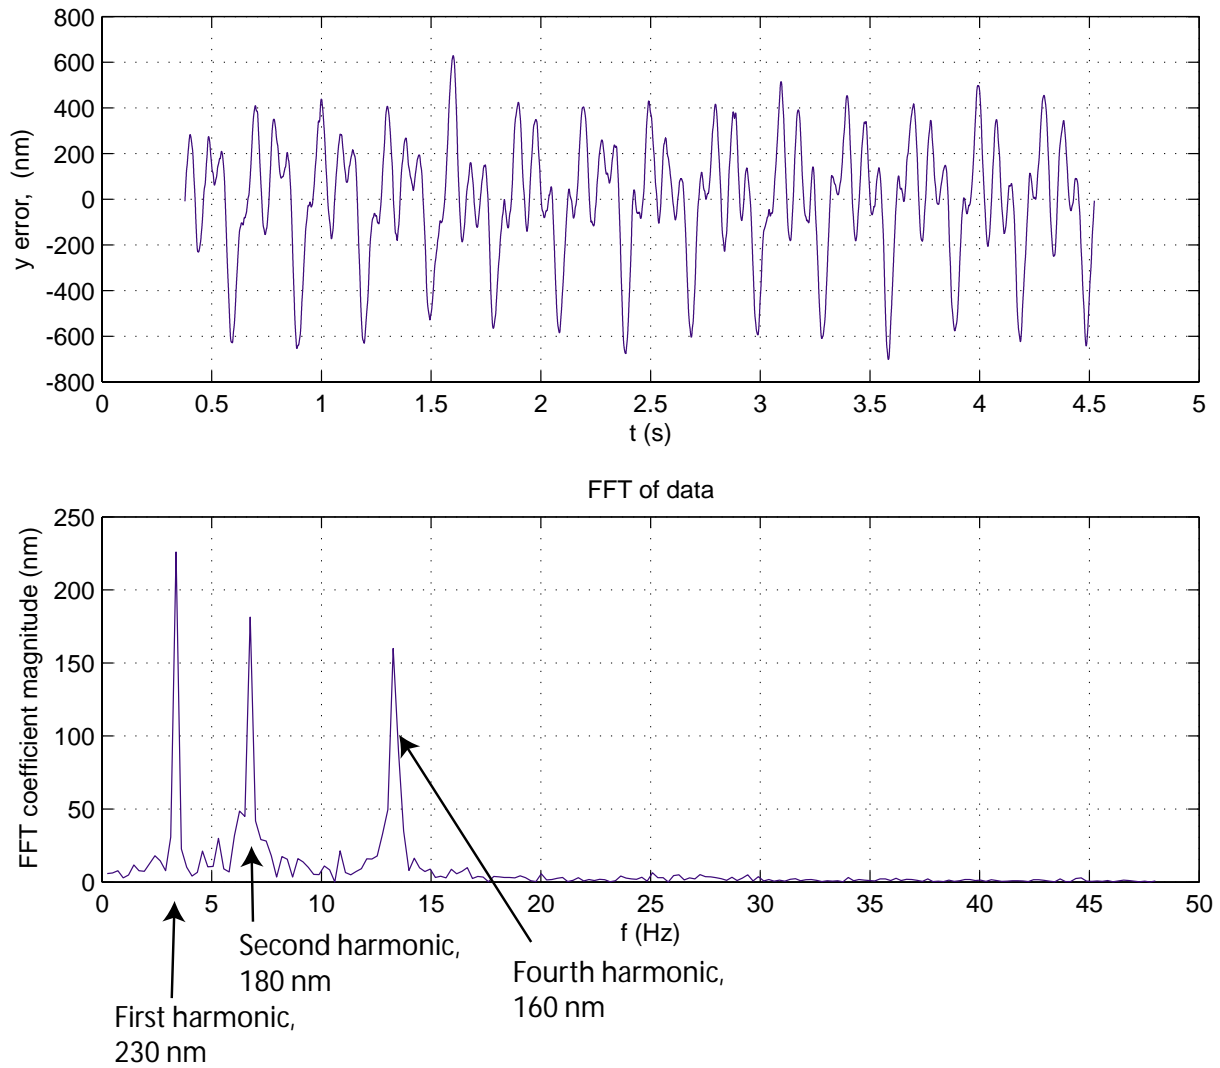 800
600
400
200
0
-200
-400
-600
-800
y error, (nm)
0 0.5 1 1.5 2 2.5 3 3.5 4 4.5 5
t (s)
FFT of data
250
200
150
100
50
0
FFT coefficient magnitude (nm)
0 5 10 15 20 25 30 35 40 45 50
f (Hz)
Second harmonic,
180 nm
Fourth harmonic,
160 nm
First harmonic,
230 nm